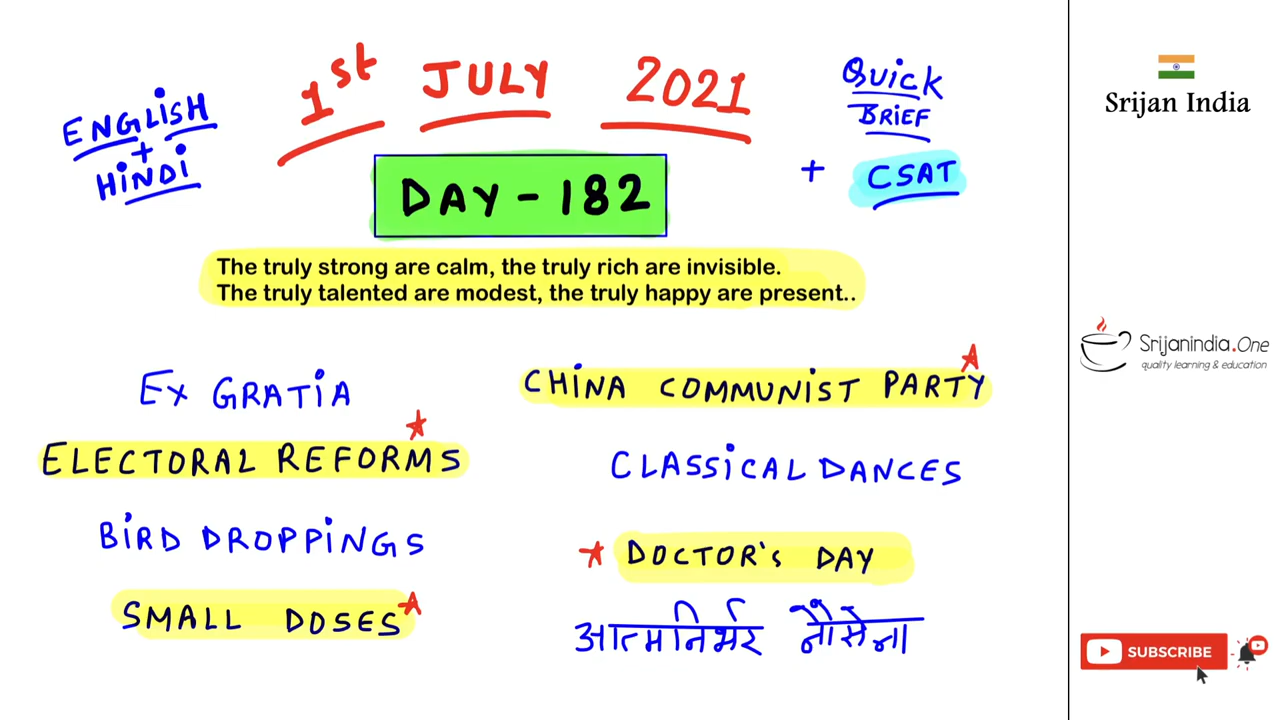 1st JULY 2021
ENGLISH
+
HINDI
QUICK
BRIEF
+ CSAT
DAY - 182
The truly strong are calm, the truly rich are invisible.
The truly talented are modest, the truly happy are present..
EX GRATIA
ELECTORAL REFORMS
BIRD DROPPINGS
SMALL DOSES
CHINA COMMUNIST PARTY
CLASSICAL DANCES
DOCTOR'S DAY
आत्मनिर्भर नौसेना
Srijan India
Srijanindia.One
quality learning & education
SUBSCRIBE